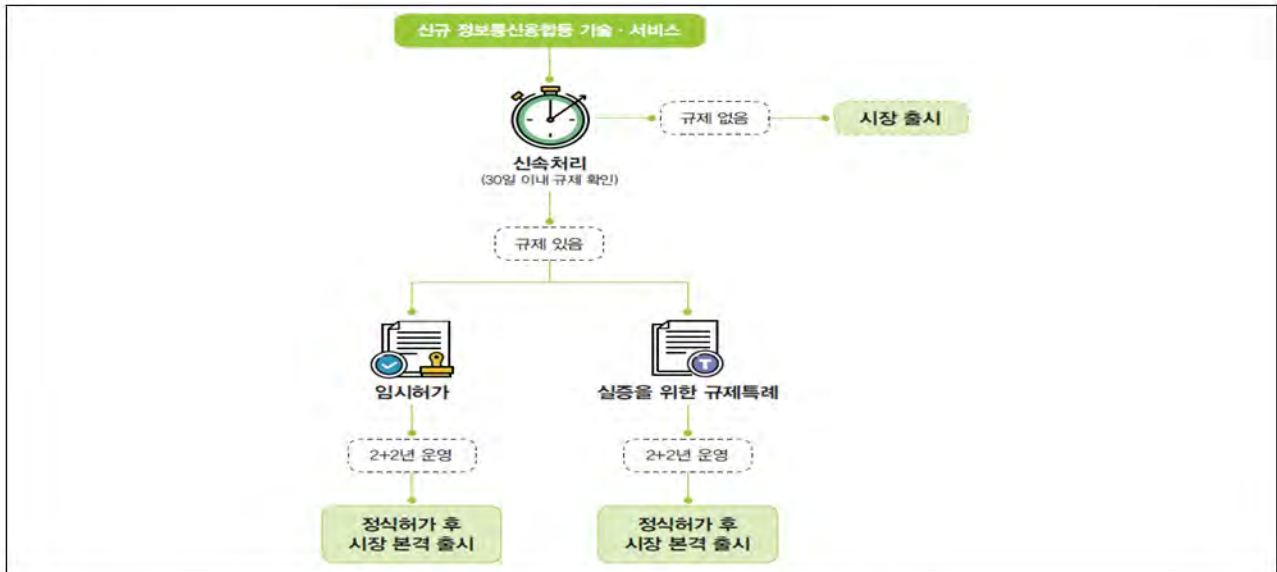 신규 정보통신융합등 기술·서비스
규제 없음
시장 출시
신속처리
(30일 이내 규제 확인)
규제 있음
임시허가
T
실증을 위한 규제특례
2+2년 운영
2+2년 운영
정식허가 후
시장 본격 출시
정식허가 후
시장 본격 출시